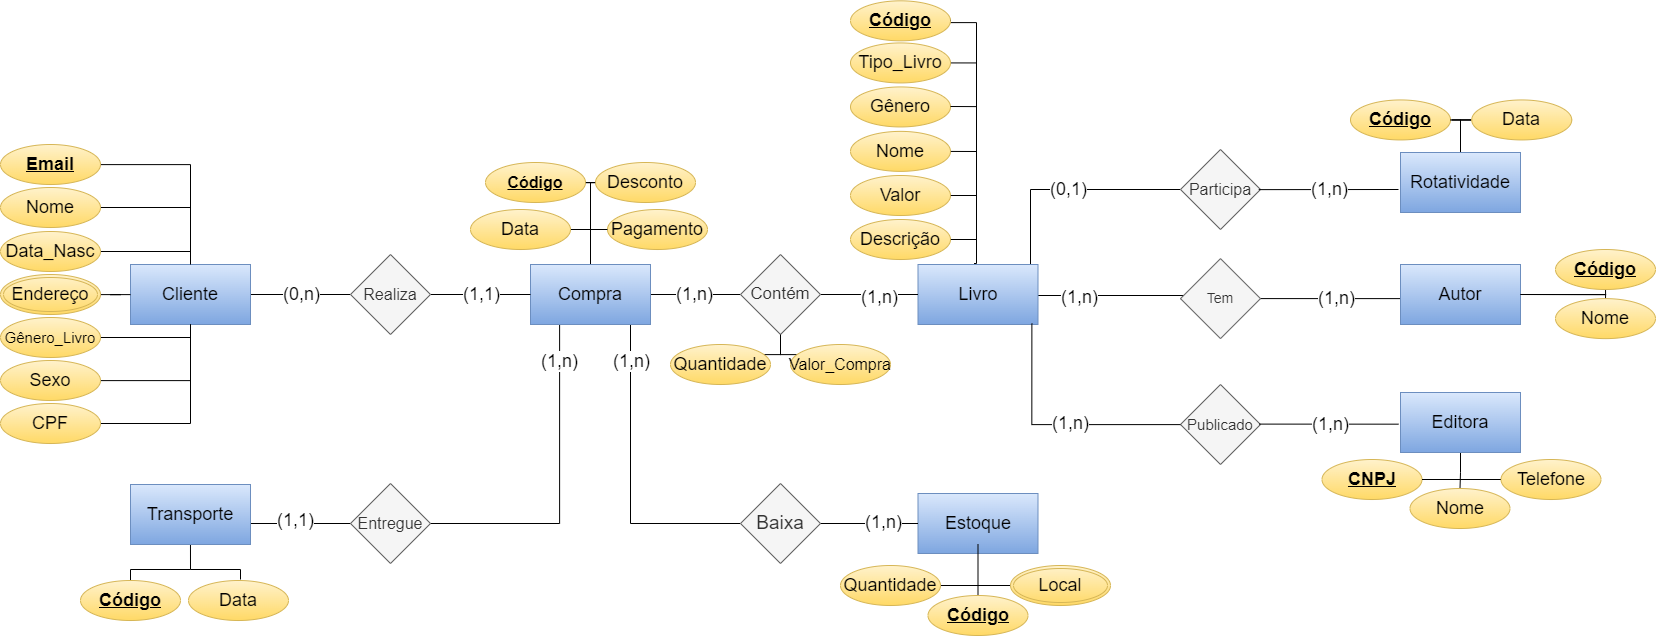 Código
Tipo_Livro
Gênero
Nome
Valor
Descrição
Código
Data
Rotatividade
(0,1)
Participa
(1,n)
Email
Nome
Data_Nasc
Endereço
Gênero_Livro
Sexo
CPF
Cliente
(0,n)
Realiza
(1,1)
Código
Desconto
Data
Pagamento
Compra
(1,n)
Contém
(1,n)
Quantidade
Valor_Compra
Livro
(1,n)
Tem
(1,n)
Autor
Código
Nome
(1,n)
(1,n)
(1,n)
Publicado
(1,n)
Editora
CNPJ
Telefone
Nome
Transporte
(1,1)
Entregue
Código
Data
Baixa
(1,n)
Estoque
Quantidade
Local
Código